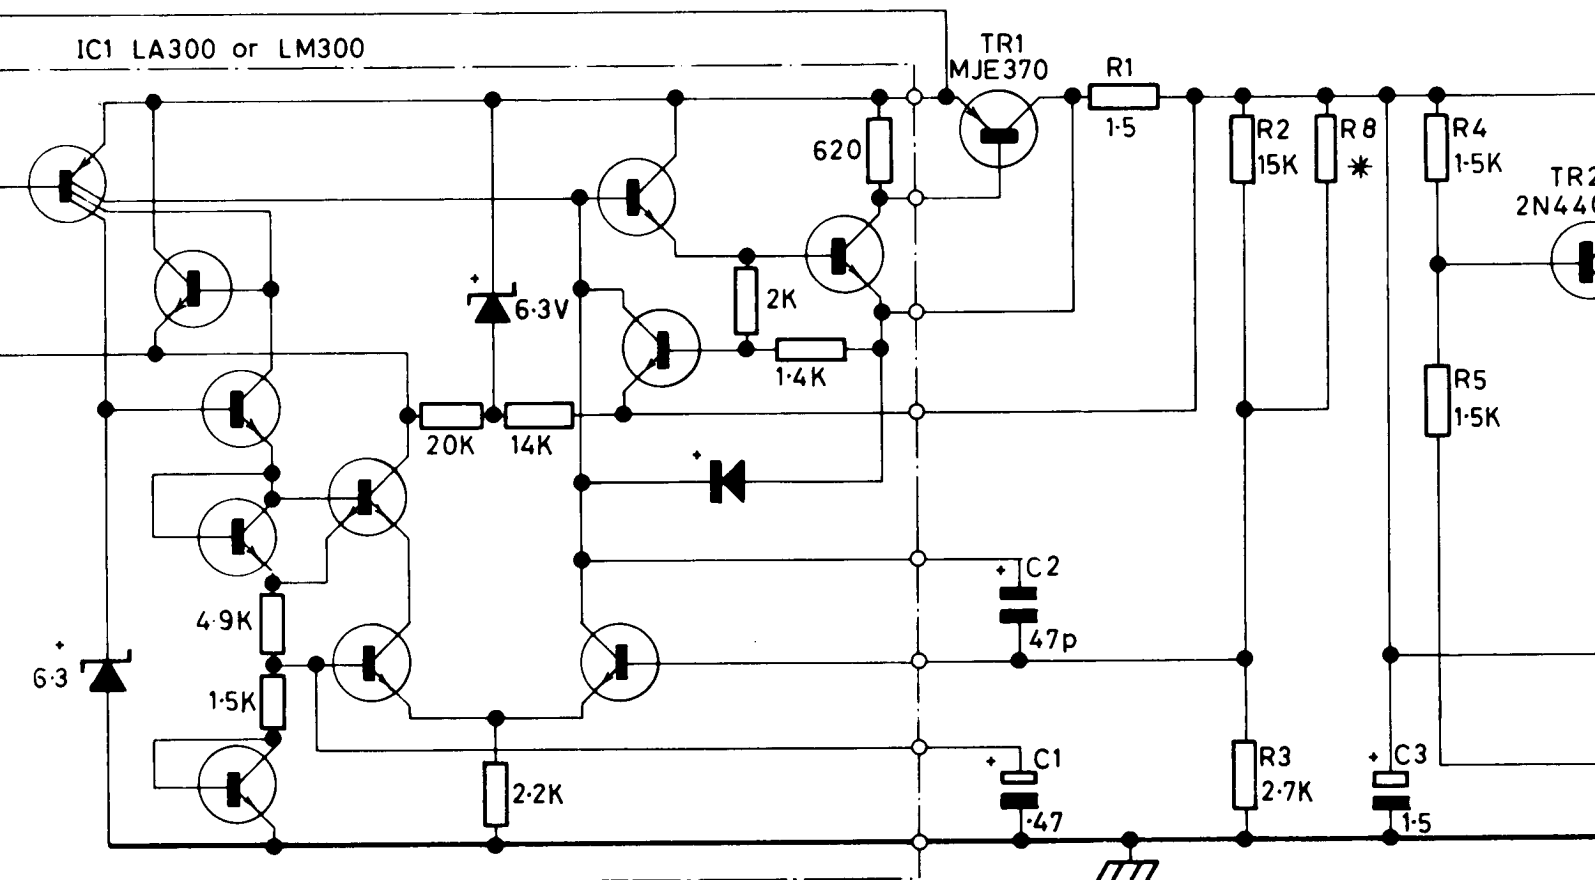 IC1 LA300 or LM300
TR1
MJE370
R1
1·5
620
R2
15K
R8
*
R4
1·5K
TR2
2N44
+
6·3V
2K
1·4K
R5
1·5K
20K
14K
+
4·9K
+
C2
47p
+
6·3
1·5K
2·2K
+
C1
·47
R3
2·7K
+
C3
1·5